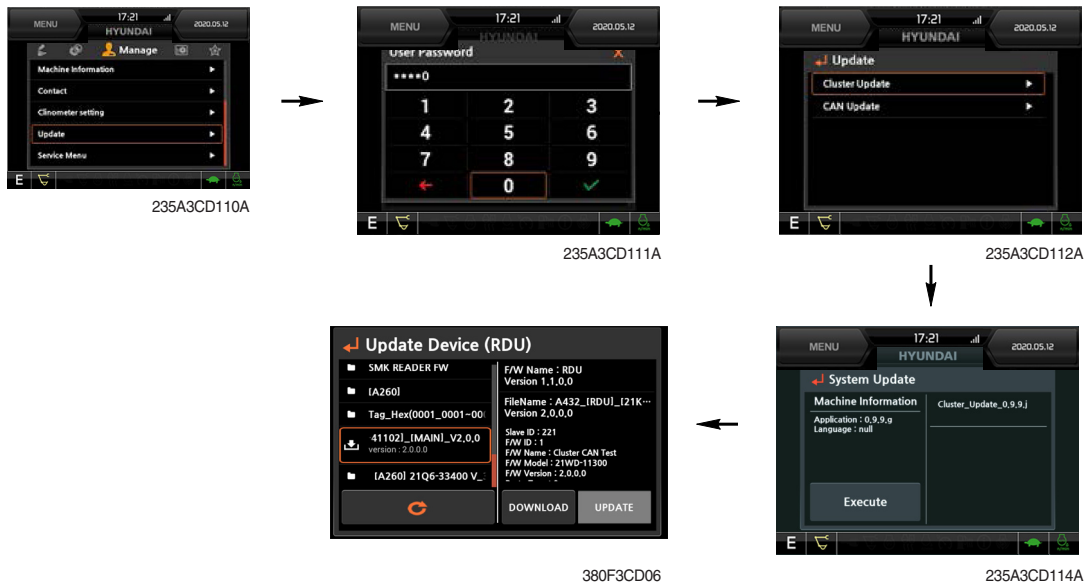 MENU
17:21
2020.05.12
HYUNDAI
Manage
Machine Information
Contact
Clinometer setting
Update
Service Menu
E
235A3CD110A
MENU
17:21
2020.05.12
HYUNDAI
User Password
X
****0
1 2 3
4 5 6
7 8 9
0
E
235A3CD111A
MENU
17:21
2020.05.12
HYUNDAI
Update
Cluster Update
CAN Update
E
235A3CD112A
Update Device (RDU)
SMK READER FW
[A260]
Tag_Hex(0001_0001-00
41102]_[MAIN]_V2,0,0
version : 2.0.0.0
[A260] 21Q6-33400 V_
F/W Name : RDU
Version 1,1,0,0
FileName : A432_[RDU]_[21K…
Version 2,0,0,0
Slave ID : 221
F/W ID : 1
F/W Name : Cluster CAN Test
F/W Model : 21WD-11300
F/W Version : 2,0,0,0
DOWNLOAD
UPDATE
380F3CD06
MENU
17:21
2020.05.12
HYUNDAI
System Update
Machine Information
Application : 0,9,9,g
Language : null
Cluster_Update_0,9,9,j
Execute
E
235A3CD114A